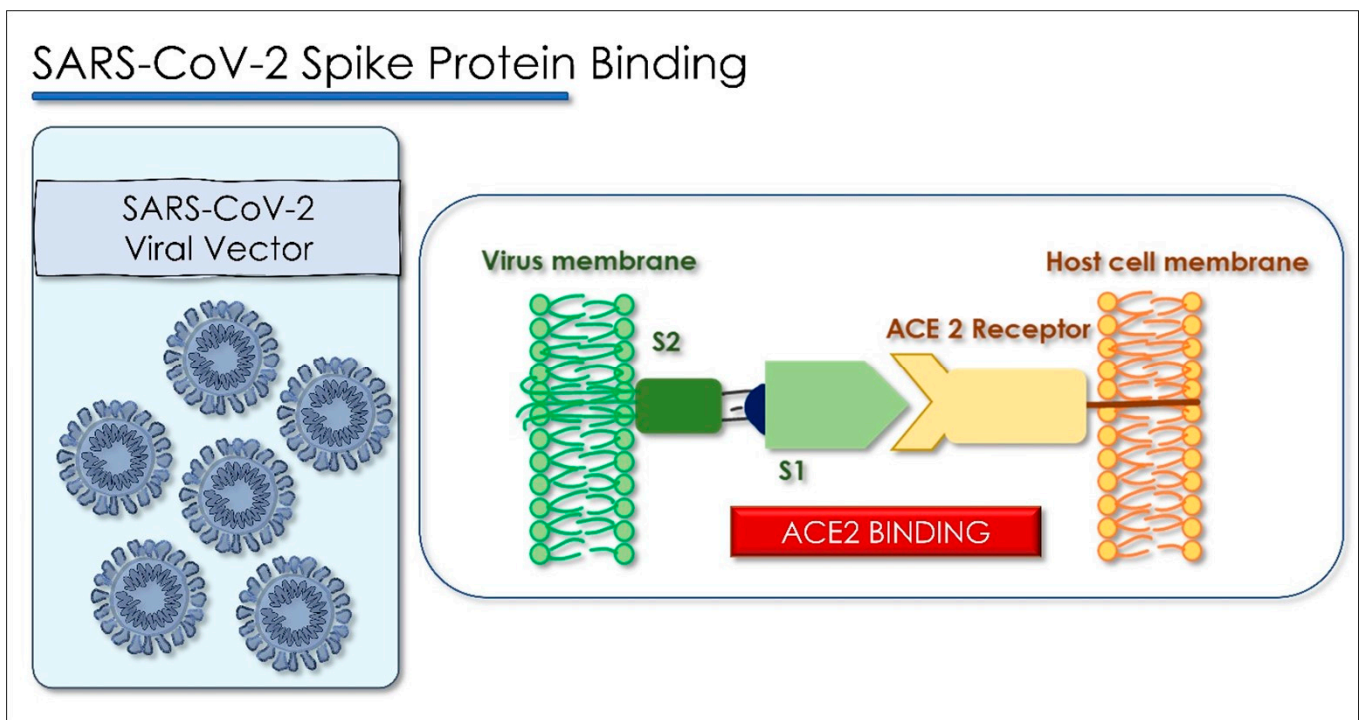 SARS-CoV-2 Spike Protein Binding
SARS-CoV-2
Viral Vector
Virus membrane
Host cell membrane
S2
ACE 2 Receptor
S1
ACE2 BINDING